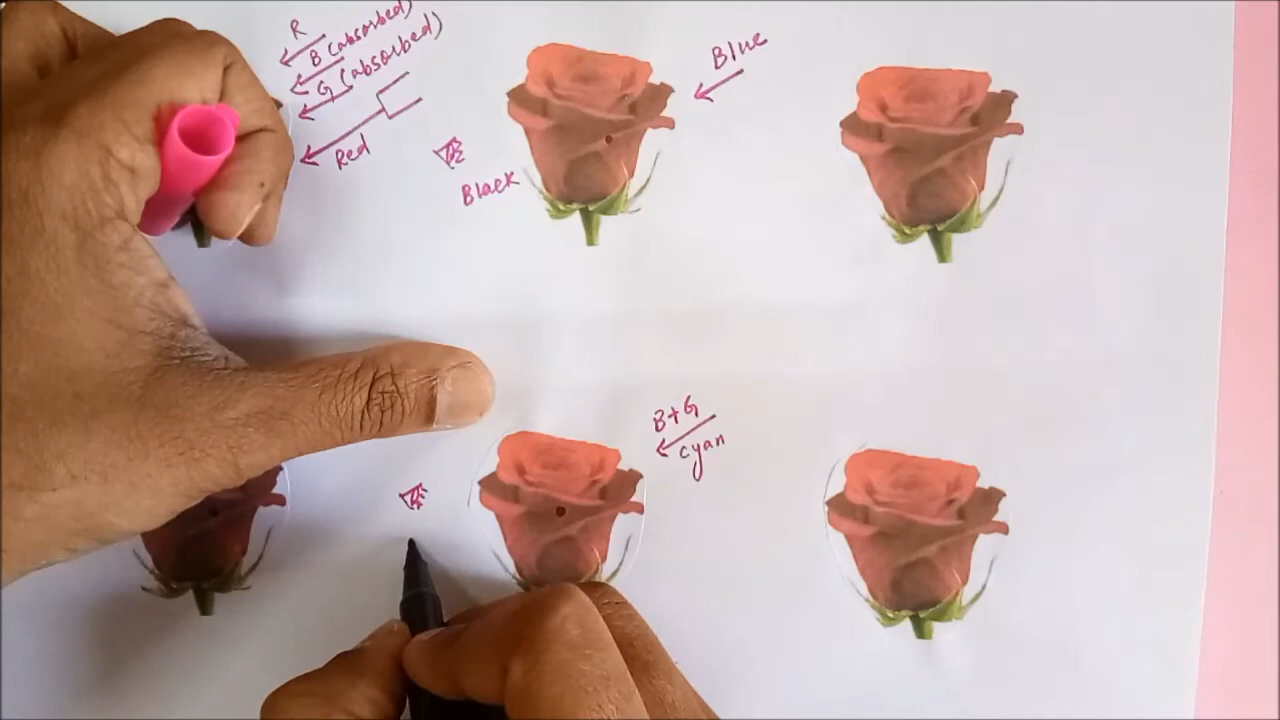 R
B (absorbed)
G (absorbed)
Red
Blue
Black
B+G
cyan